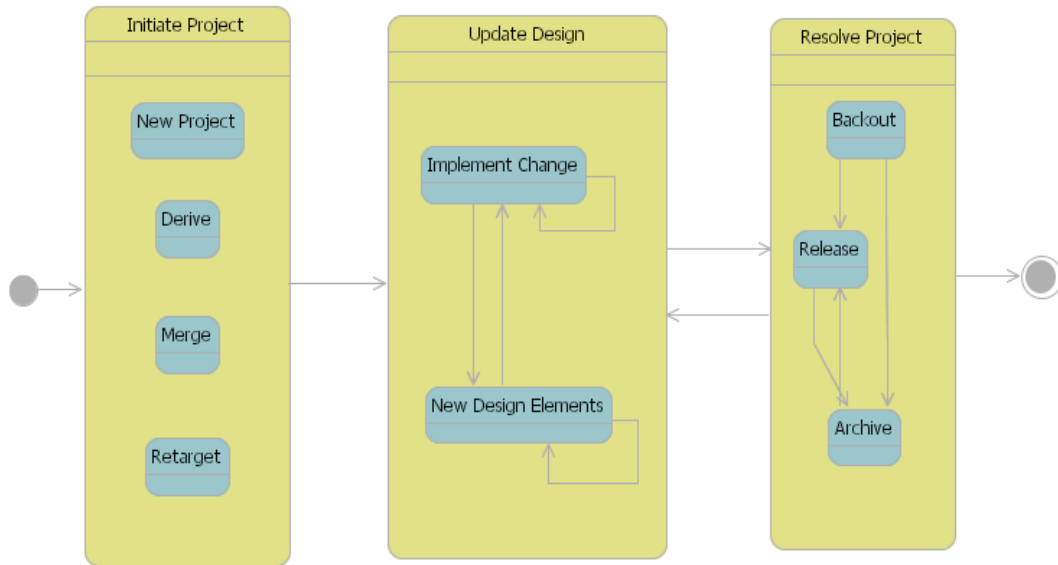 Initiate Project
New Project
Derive
Merge
Retarget
Update Design
Implement Change
New Design Elements
Resolve Project
Backout
Release
Archive